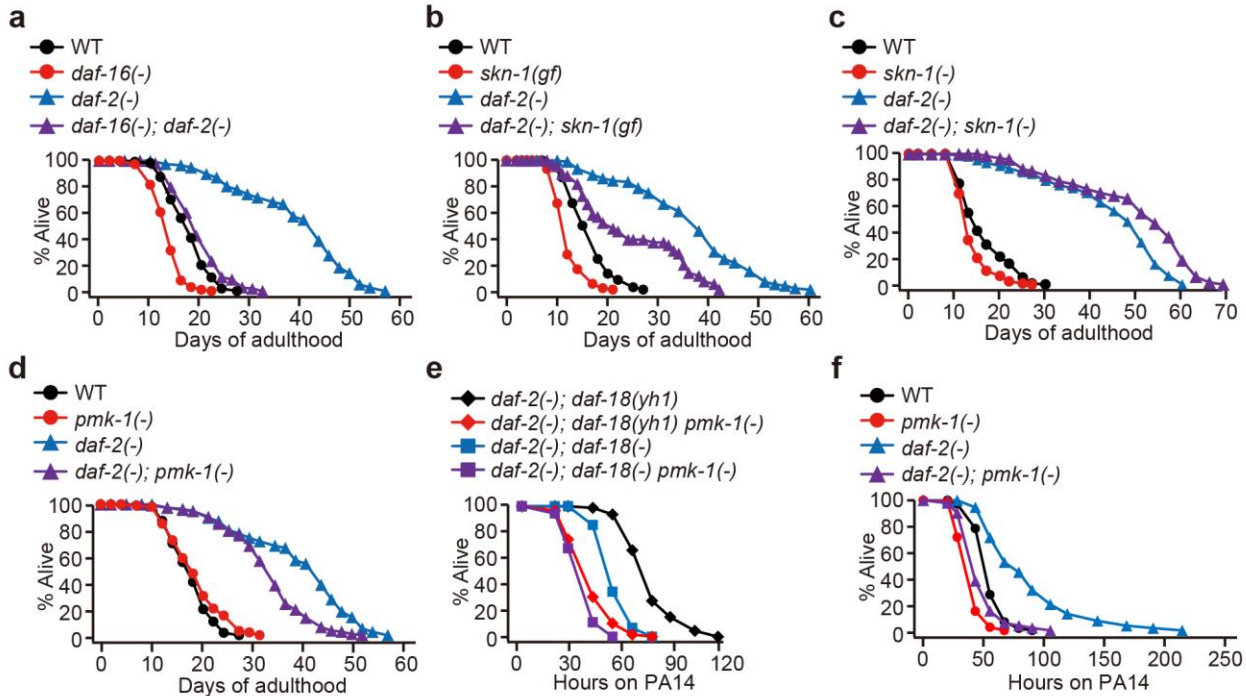 a
WT
daf-16(-)
daf-2(-)
daf-16(-); daf-2(-)
% Alive
100
80
60
40
20
0
0 10 20 30 40 50 60
Days of adulthood
b
WT
skn-1(gf)
daf-2(-)
daf-2(-); skn-1(gf)
% Alive
100
80
60
40
20
0
0 10 20 30 40 50 60
Days of adulthood
c
WT
skn-1(-)
daf-2(-)
daf-2(-); skn-1(-)
% Alive
100
80
60
40
20
0
0 10 20 30 40 50 60 70
Days of adulthood
d
WT
pmk-1(-)
daf-2(-)
daf-2(-); pmk-1(-)
% Alive
100
80
60
40
20
0
0 10 20 30 40 50 60
Days of adulthood
e
daf-2(-); daf-18(yh1)
daf-2(-); daf-18(yh1) pmk-1(-)
daf-2(-); daf-18(-)
daf-2(-); daf-18(-) pmk-1(-)
% Alive
100
80
60
40
20
0
0 30 60 90 120
Hours on PA14
f
WT
pmk-1(-)
daf-2(-)
daf-2(-); pmk-1(-)
% Alive
100
80
60
40
20
0
0 50 100 150 200 250
Hours on PA14